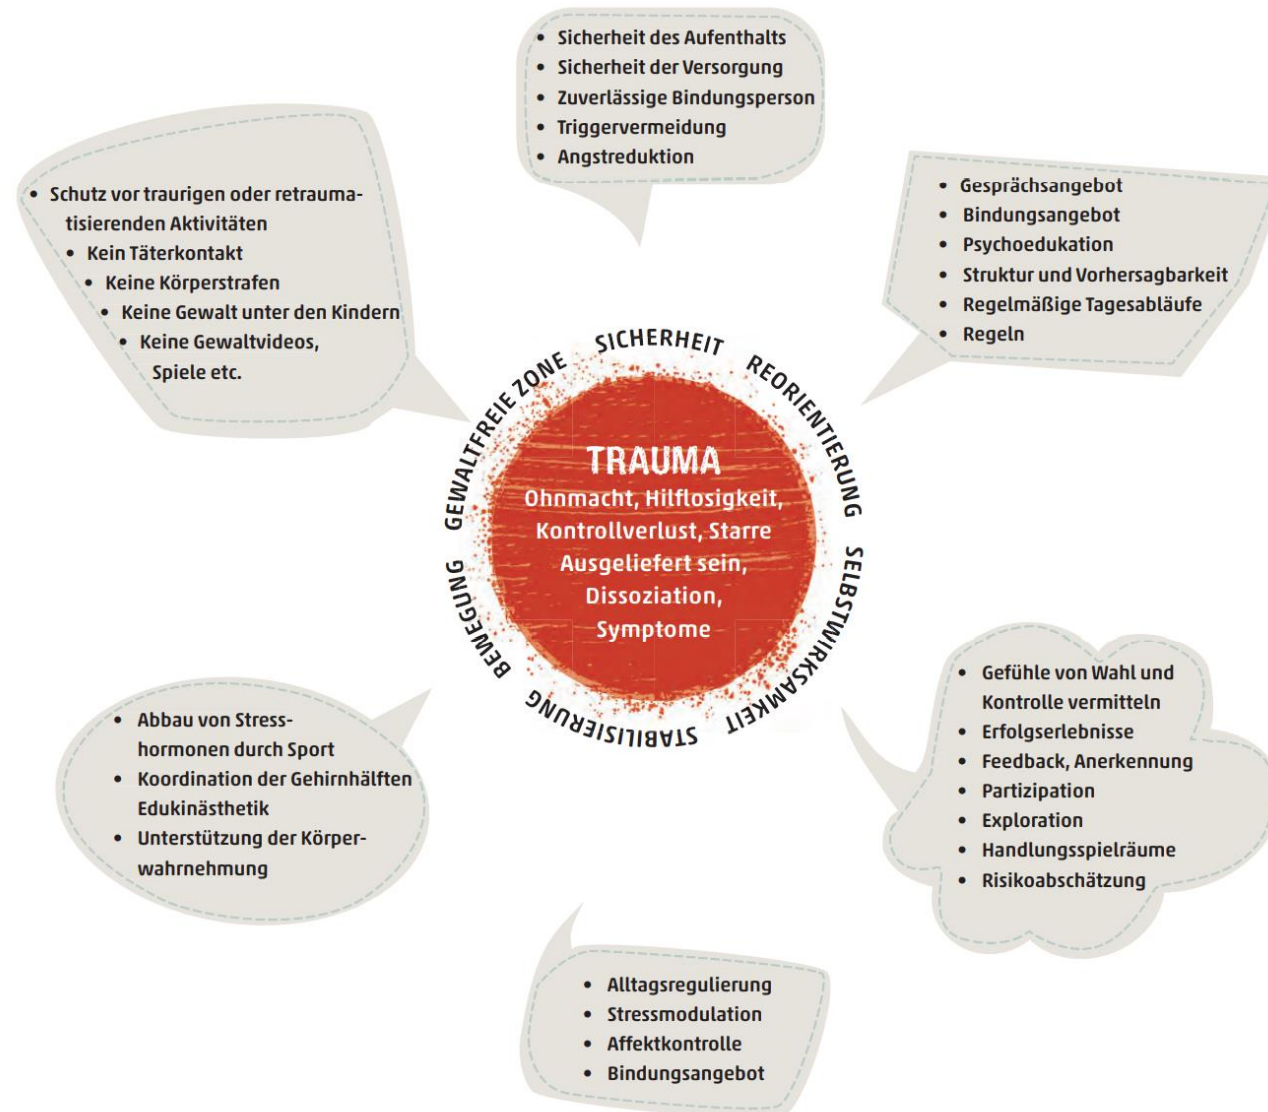 • Sicherheit des Aufenthalts
• Sicherheit der Versorgung
• Zuverlässige Bindungsperson
• Triggervermeidung
• Angstreduktion
• Schutz vor traurigen oder retrauma-
tisierenden Aktivitäten
• Kein Täterkontakt
• Keine Körperstrafen
• Keine Gewalt unter den Kindern
• Keine Gewaltvideos,
Spiele etc.
• Gesprächsangebot
• Bindungsangebot
• Psychoedukation
• Struktur und Vorhersagbarkeit
• Regelmäßige Tagesabläufe
• Regeln
GEWALTFREIE ZONE
SICHERHEIT
REORIENTIERUNG
SELBSTWIRKSAMKEIT
STABILISIERUNG
BEWEGUNG
TRAUMA
Ohnmacht, Hilflosigkeit,
Kontrollverlust, Starre
Ausgeliefert sein,
Dissoziation,
Symptome
• Gefühle von Wahl und
Kontrolle vermitteln
• Erfolgserlebnisse
• Feedback, Anerkennung
• Partizipation
• Exploration
• Handlungsspielräume
• Risikoabschätzung
• Abbau von Stress-
hormonen durch Sport
• Koordination der Gehirnhälften
Edukinästhetik
• Unterstützung der Körper-
wahrnehmung
• Alltagsregulierung
• Stressmodulation
• Affektkontrolle
• Bindungsangebot